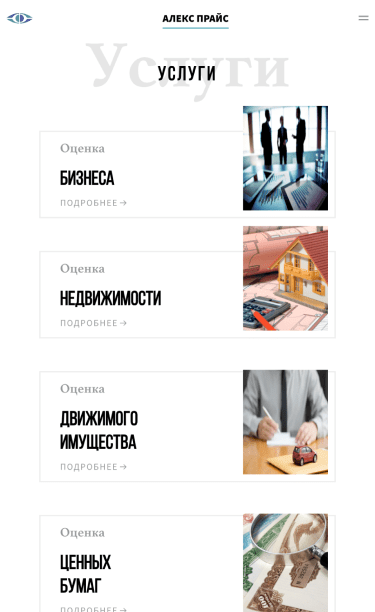 АЛЕКС ПРАЙС
Услуги
УСЛУГИ
Оценка
БИЗНЕСА
ПОДРОБНЕЕ →
Оценка
НЕДВИЖИМОСТИ
ПОДРОБНЕЕ →
Оценка
ДВИЖИМОГО
ИМУЩЕСТВА
ПОДРОБНЕЕ →
Оценка
ЦЕННЫХ
БУМАГ
ПОДРОБНЕЕ →